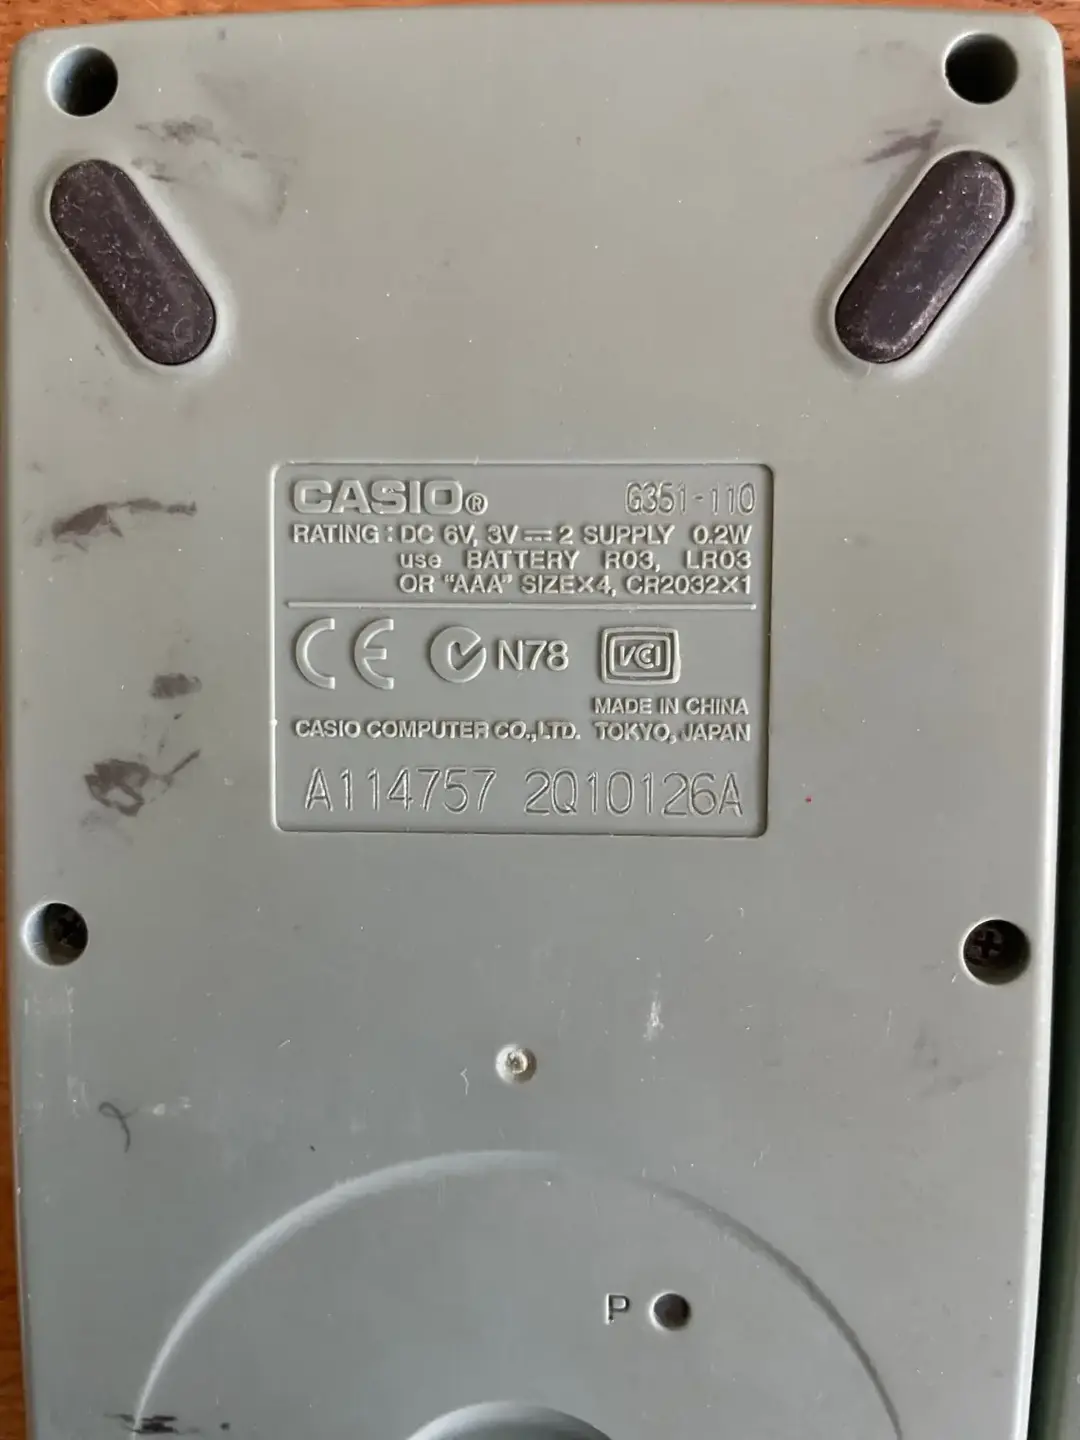 CASIO® G351-110
RATING : DC 6V, 3V ⎓ 2 SUPPLY 0.2W
use BATTERY R03, LR03
OR "AAA" SIZE×4, CR2032×1
CE N78 VCI
MADE IN CHINA
CASIO COMPUTER CO.,LTD. TOKYO, JAPAN
A114757 2Q10126A
P